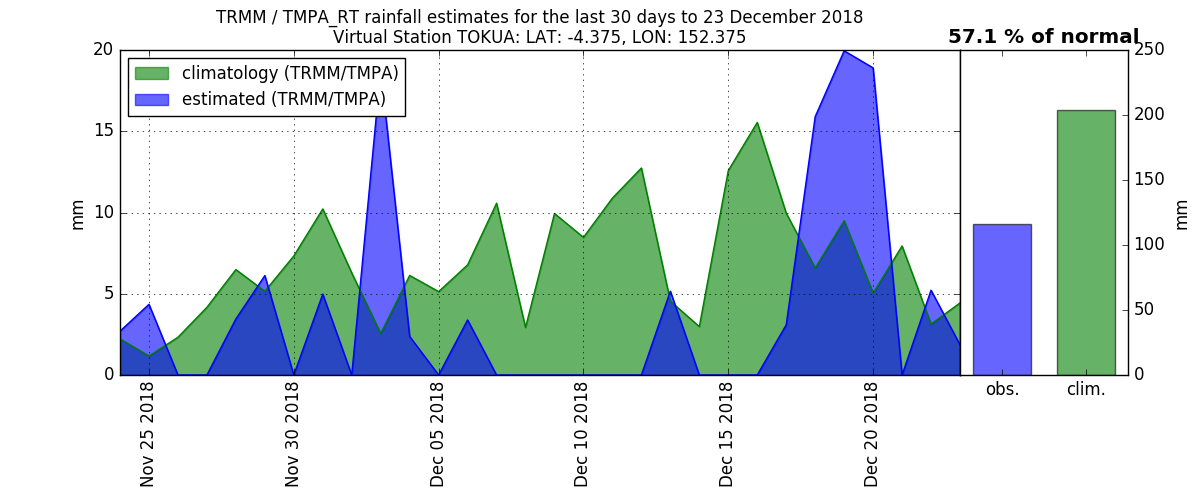 TRMM / TMPA_RT rainfall estimates for the last 30 days to 23 December 2018
Virtual Station TOKUA: LAT: -4.375, LON: 152.375
57.1 % of normal
climatology (TRMM/TMPA)
estimated (TRMM/TMPA)
20
15
10
5
0
mm
250
200
150
100
50
0
mm
Nov 25 2018
Nov 30 2018
Dec 05 2018
Dec 10 2018
Dec 15 2018
Dec 20 2018
obs.
clim.